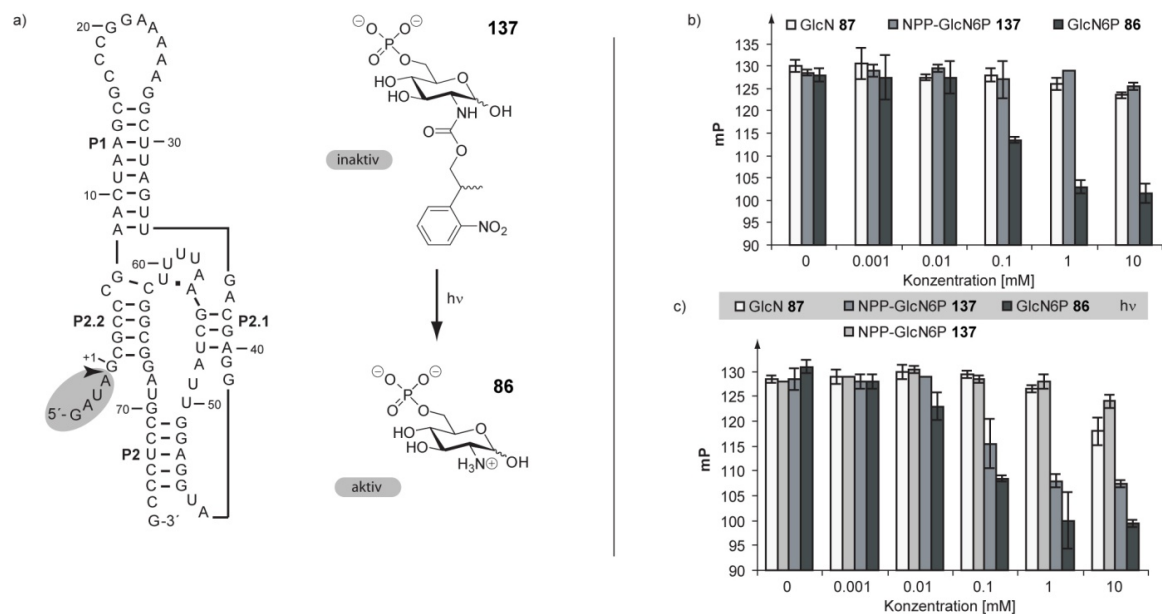 a)
20
G G A
C A
C A
C A
G
C G
G C
P1
A U
A U
30
U A
10
C G
A U
A U
60
U U U A A
G C
P2.2
C G
P2.1
G A C G A G G
40
+1
5´-GAUA
70
50
P2
G-3´
137
O
P
O
HO
OH
NH
O
O
NO₂
inaktiv
hν
86
O
P
O
HO
HO
H₃N⊕
OH
aktiv
b)
GlcN 87 NPP-GlcN6P 137 GlcN6P 86
mP
135
130
125
120
115
110
105
100
95
90
0 0.001 0.01 0.1 1 10
Konzentration [mM]
c)
GlcN 87 NPP-GlcN6P 137 GlcN6P 86 hν
NPP-GlcN6P 137
mP
130
125
120
115
110
105
100
95
90
0 0.001 0.01 0.1 1 10
Konzentration [mM]